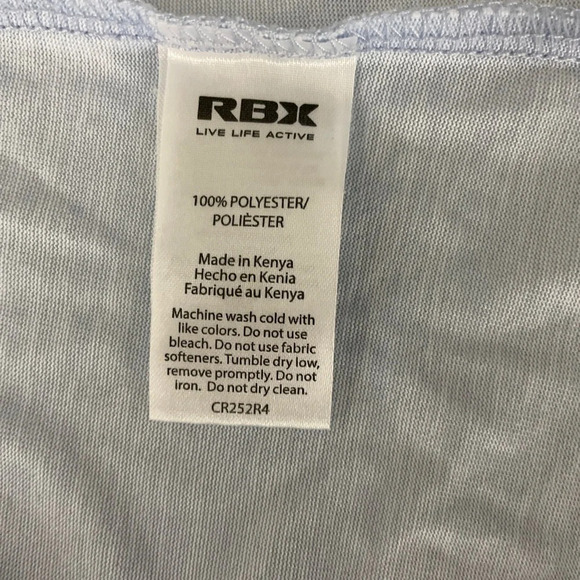 RBX
LIVE LIFE ACTIVE
100% POLYESTER/
POLIÈSTER
Made in Kenya
Hecho en Kenia
Fabriqué au Kenya
Machine wash cold with
like colors. Do not use
bleach. Do not use fabric
softeners. Tumble dry low,
remove promptly. Do not
iron. Do not dry clean.
CR252R4